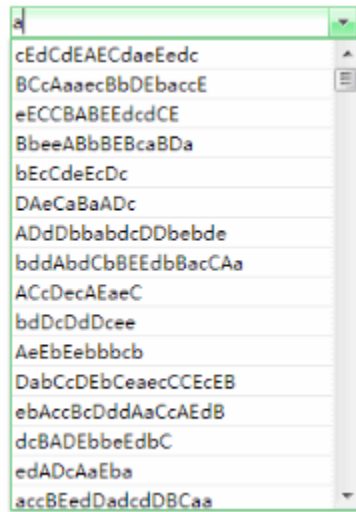 a
cEdCdEAECdaeEedc
BCcAaaecBbDEbaccE
eECCBABEEdcdCE
BbeeABbBEBcaBDa
bEcCdeEcDc
DAeCaBaADc
ADdDbbabdcDDbebde
bddAbdCbBEEdbBacCAa
ACcDecAEaeC
bdDcDdDcee
AeEbEebbbcb
DabCcDEbCeaecCCEcEB
ebAccBcDddAaCcAEdB
dcBADEbbeEdbC
edADcAaEba
accBEedDadcdDBCaa